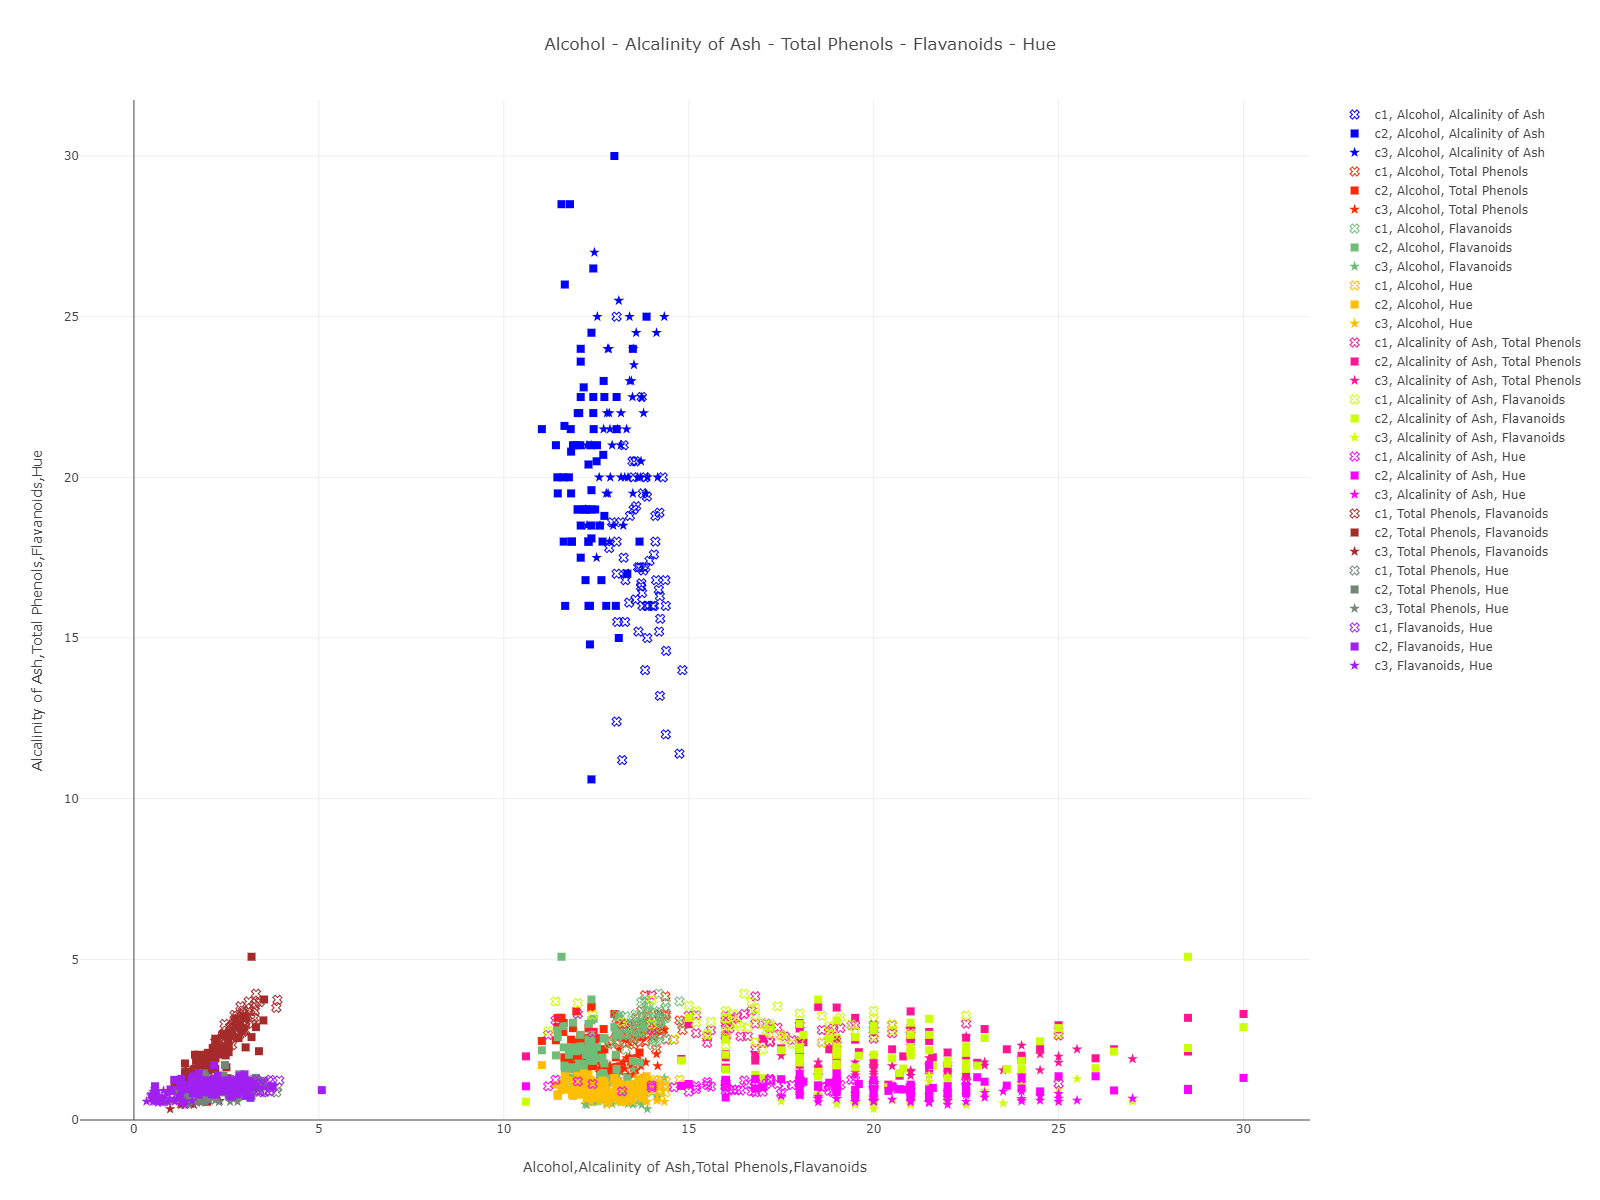 Alcohol - Alcalinity of Ash - Total Phenols - Flavanoids - Hue
30
25
20
15
10
5
0
Alcalinity of Ash,Total Phenols,Flavanoids,Hue
0
5
10
15
20
25
30
Alcohol,Alcalinity of Ash,Total Phenols,Flavanoids
c1, Alcohol, Alcalinity of Ash
c2, Alcohol, Alcalinity of Ash
c3, Alcohol, Alcalinity of Ash
c1, Alcohol, Total Phenols
c2, Alcohol, Total Phenols
c3, Alcohol, Total Phenols
c1, Alcohol, Flavanoids
c2, Alcohol, Flavanoids
c3, Alcohol, Flavanoids
c1, Alcohol, Hue
c2, Alcohol, Hue
c3, Alcohol, Hue
c1, Alcalinity of Ash, Total Phenols
c2, Alcalinity of Ash, Total Phenols
c3, Alcalinity of Ash, Total Phenols
c1, Alcalinity of Ash, Flavanoids
c2, Alcalinity of Ash, Flavanoids
c3, Alcalinity of Ash, Flavanoids
c1, Alcalinity of Ash, Hue
c2, Alcalinity of Ash, Hue
c3, Alcalinity of Ash, Hue
c1, Total Phenols, Flavanoids
c2, Total Phenols, Flavanoids
c3, Total Phenols, Flavanoids
c1, Total Phenols, Hue
c2, Total Phenols, Hue
c3, Total Phenols, Hue
c1, Flavanoids, Hue
c2, Flavanoids, Hue
c3, Flavanoids, Hue